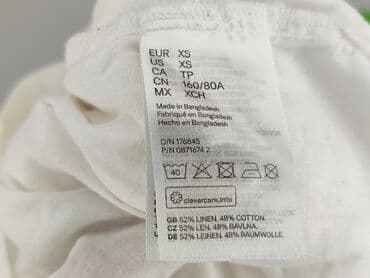 EUR XS
US XS
CA TP
CN 160/80A
MX XCH
Made in Bangladesh
Fabriqué en Bangladesh
Hecho en Bangladesh
O/N 176845
P/N 0871674 2
40
clevercare.info
GB 52% LINEN, 48% COTTON.
CZ 52% LEN, 48% BAVLNA.
DE 52% LEINEN, 48% BAUMWOLLE.